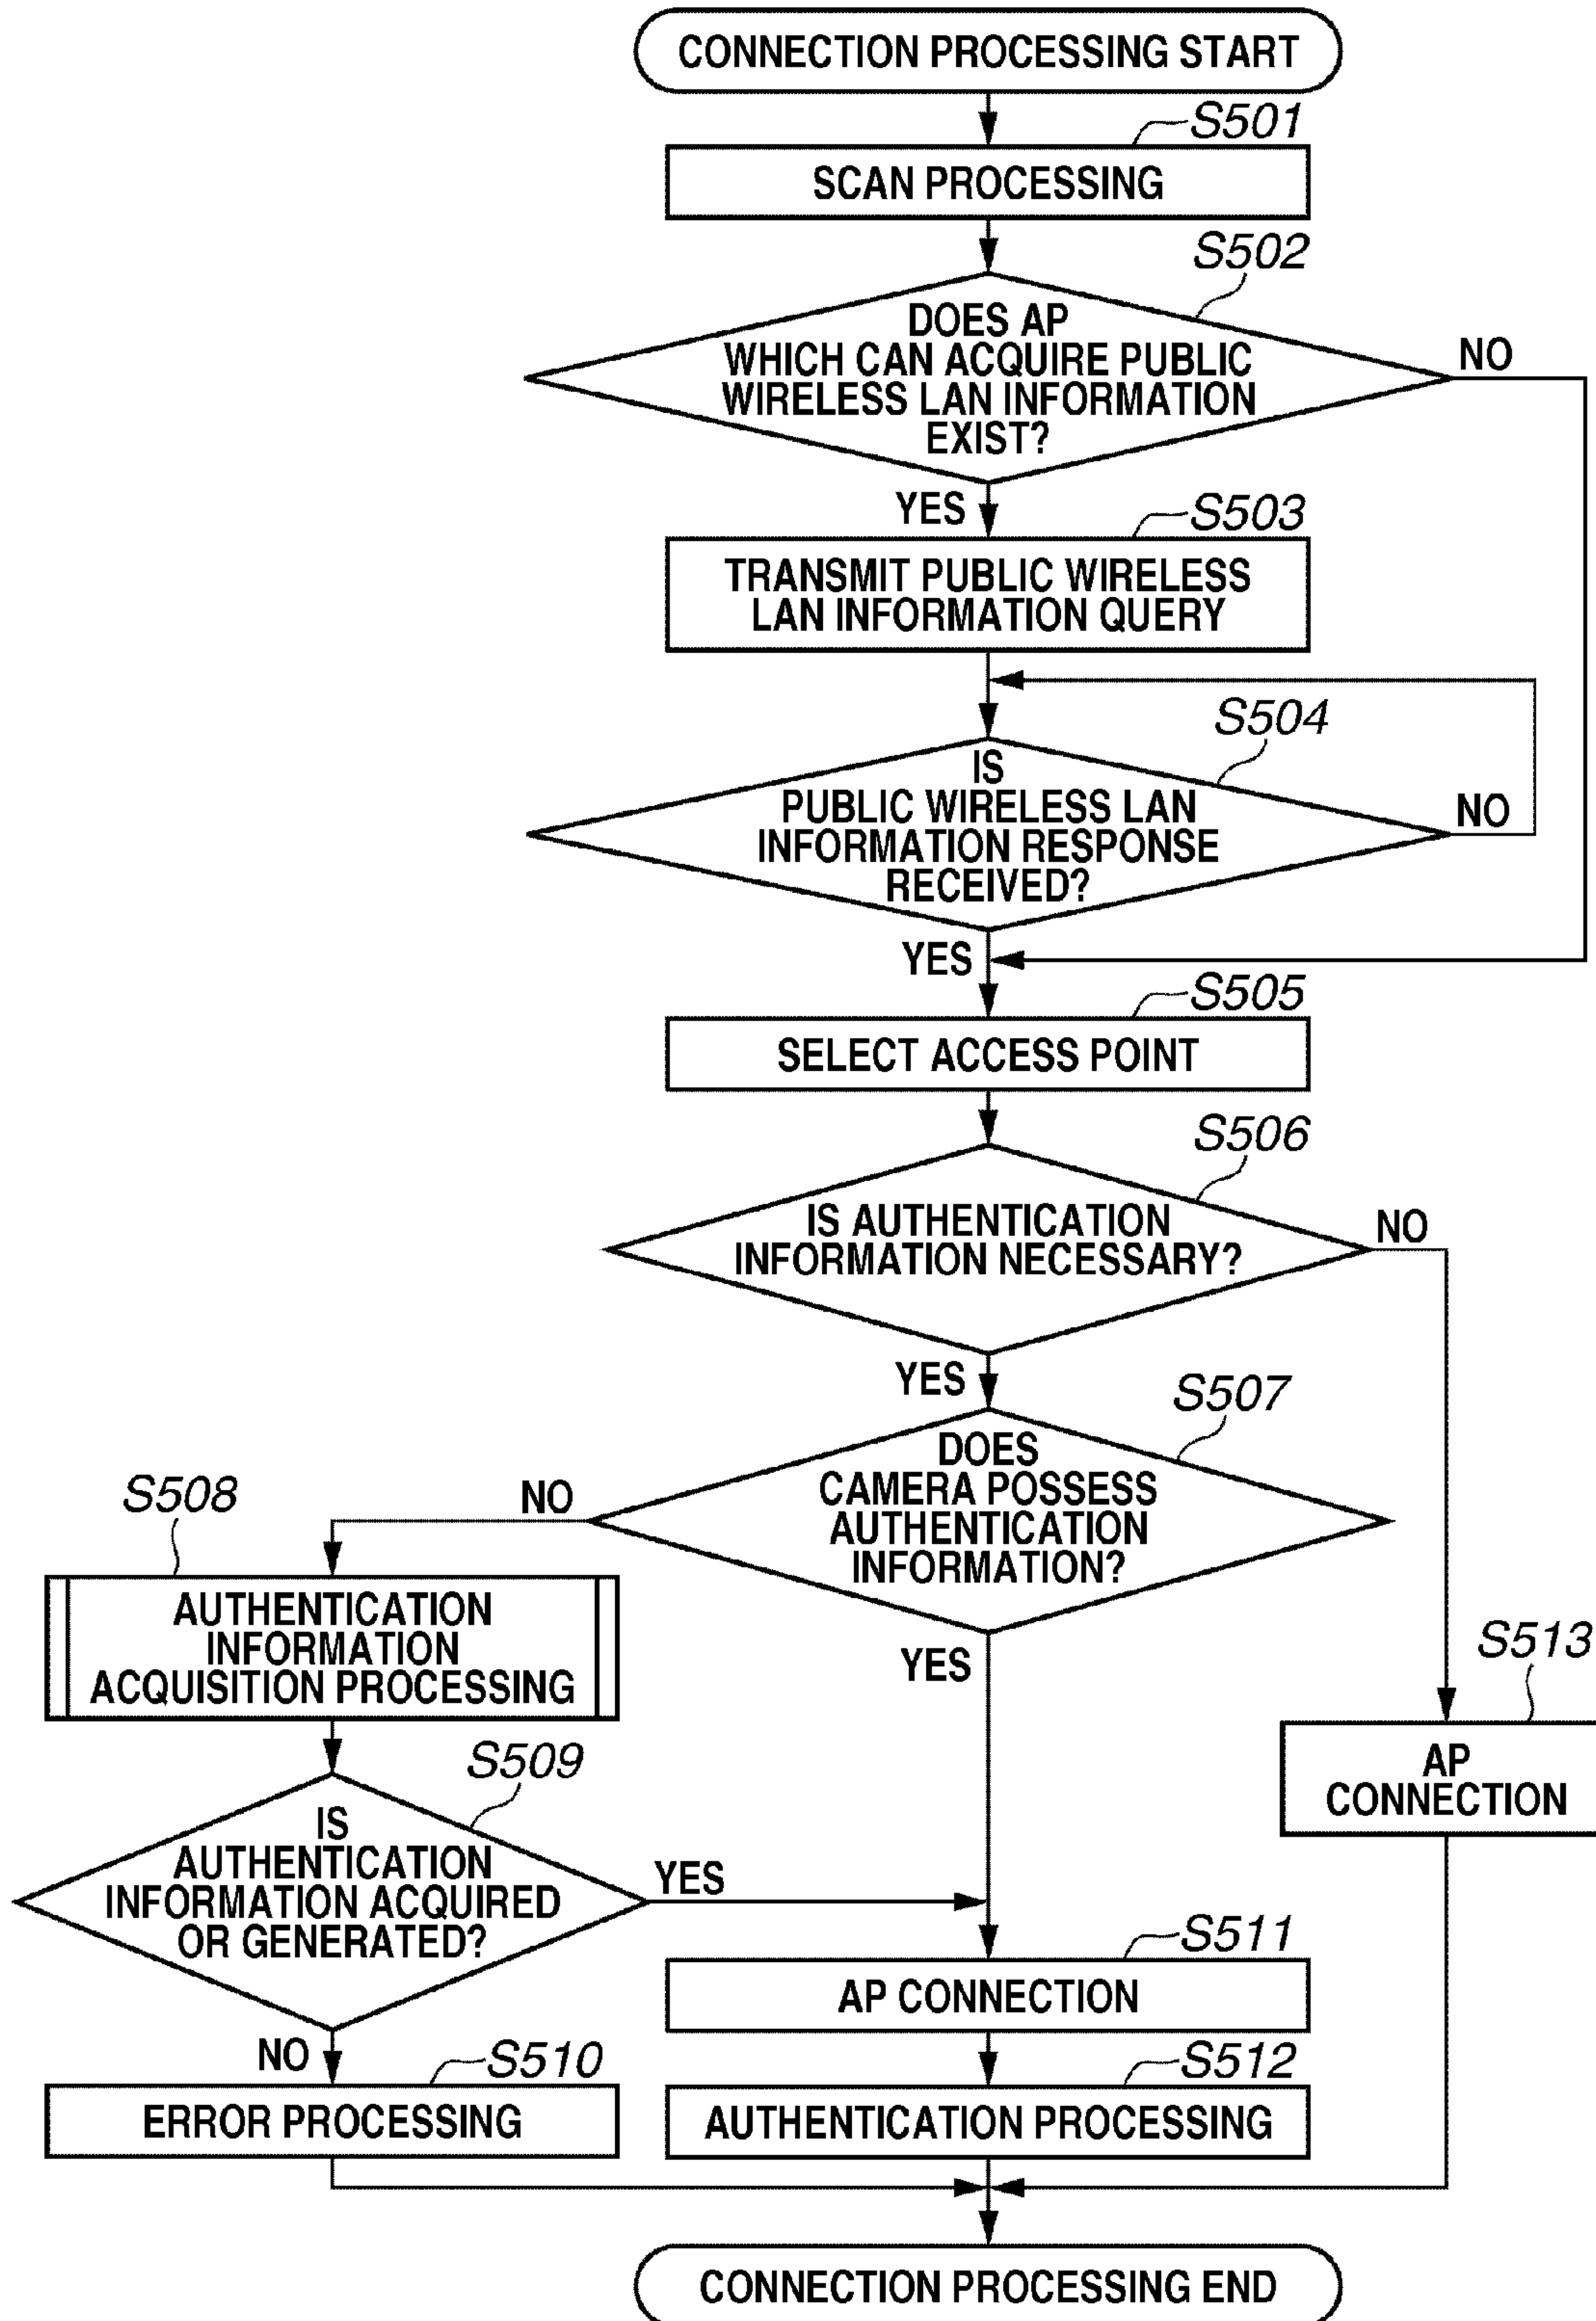 CONNECTION PROCESSING START
S501
SCAN PROCESSING
S502
DOES AP
WHICH CAN ACQUIRE PUBLIC
WIRELESS LAN INFORMATION
EXIST?
NO
YES
S503
TRANSMIT PUBLIC WIRELESS
LAN INFORMATION QUERY
S504
IS
PUBLIC WIRELESS LAN
INFORMATION RESPONSE
RECEIVED?
NO
YES
S505
SELECT ACCESS POINT
S506
IS AUTHENTICATION
INFORMATION NECESSARY?
NO
YES
S507
DOES
CAMERA POSSESS
AUTHENTICATION
INFORMATION?
NO
YES
S508
AUTHENTICATION
INFORMATION
ACQUISITION PROCESSING
S513
AP
CONNECTION
S509
IS
AUTHENTICATION
INFORMATION ACQUIRED
OR GENERATED?
YES
NO
S511
AP CONNECTION
S510
ERROR PROCESSING
S512
AUTHENTICATION PROCESSING
CONNECTION PROCESSING END